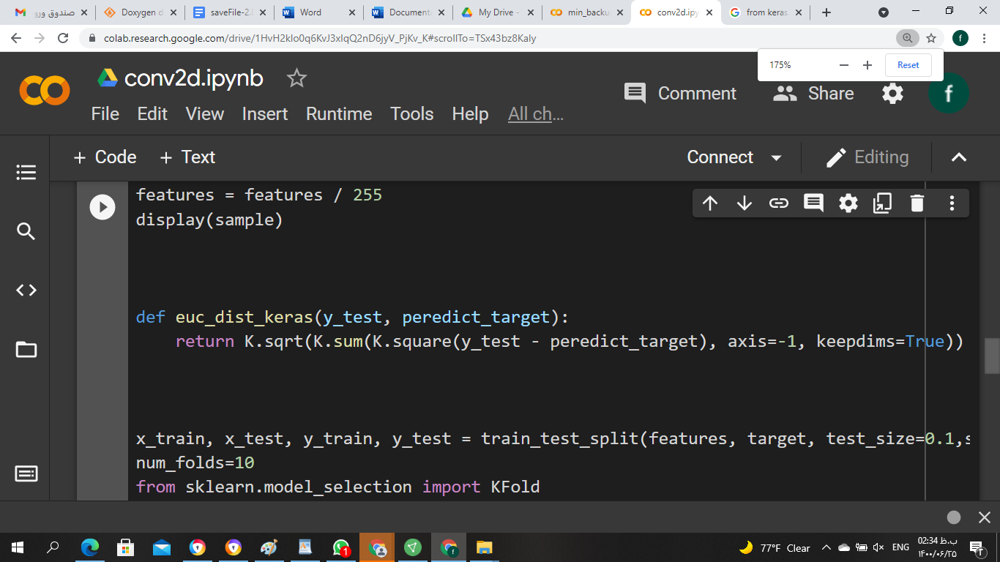 صندوق ورو
Doxygen d
saveFile-2.
Word
Documenta
My Drive -
min_backu
conv2d.ipy
from keras
colab.research.google.com/drive/1HvH2klo0q6KvJ3xIqQ2nD6jyV_PjKv_K#scrollTo=TSx43bz8KaIy
f
175%
Reset
conv2d.ipynb
Comment
Share
f
File Edit View Insert Runtime Tools Help All ch…
+ Code + Text
Connect
Editing
features = features / 255
display(sample)
def euc_dist_keras(y_test, peredict_target):
return K.sqrt(K.sum(K.square(y_test - peredict_target), axis=-1, keepdims=True))
x_train, x_test, y_train, y_test = train_test_split(features, target, test_size=0.1,s
num_folds=10
from sklearn.model_selection import KFold
1
f
77°F Clear
ENG
02:34 ب.ظ
۱۴۰۰/۰۶/۲۵